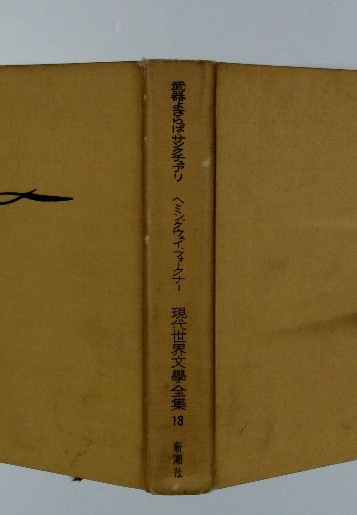 武器よさらば サンクチュアリ
ヘミングウェイ、フォークナー
現代世界文學全集
18
新潮社